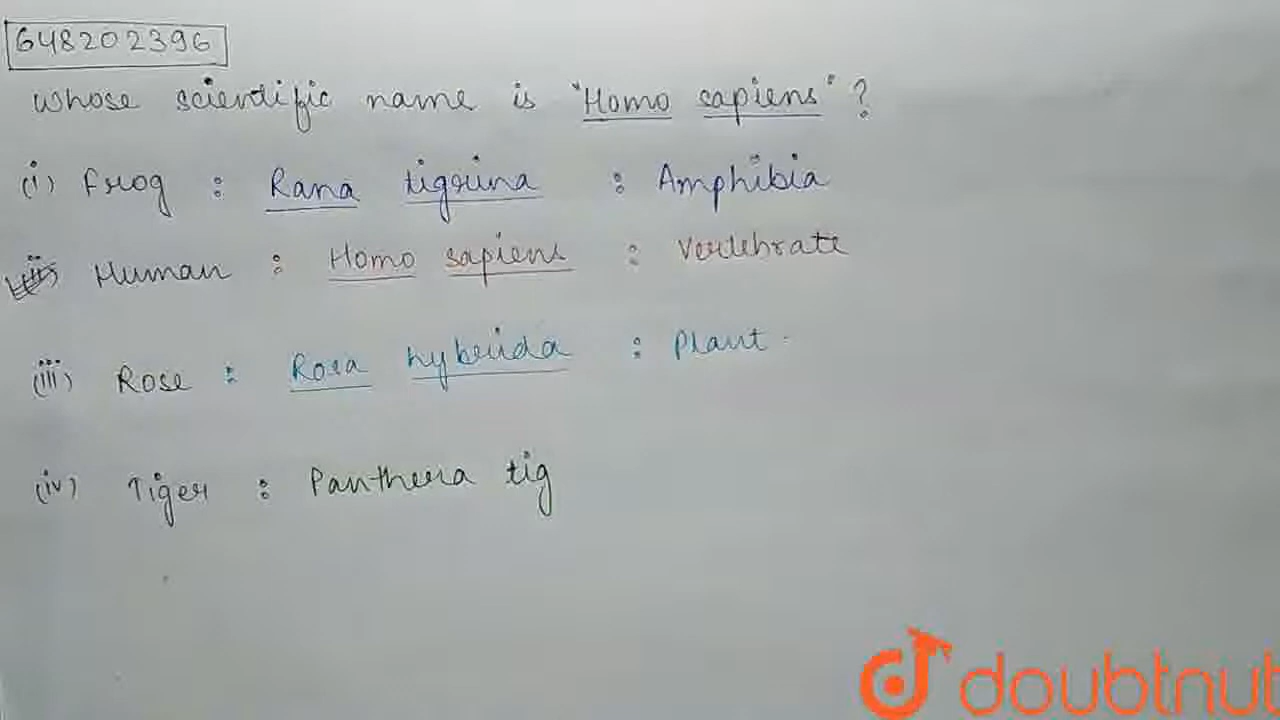 648202396
Whose scientific name is "Homo sapiens"?
(i) Frog : Rana tigrina : Amphibia
(ii) Human : Homo sapiens : Vertebrate
(iii) Rose : Rosa hybrida : Plant.
(iv) Tiger : Panthera tig
doubtnut